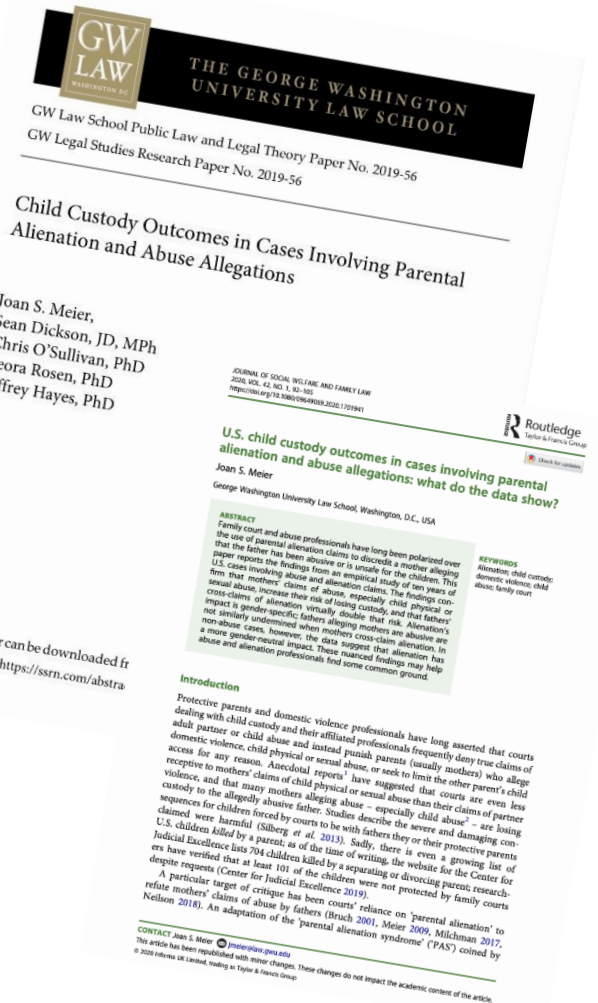 GW
LAW
WASHINGTON DC
THE GEORGE WASHINGTON
UNIVERSITY LAW SCHOOL
GW Law School Public Law and Legal Theory Paper No. 2019-56
GW Legal Studies Research Paper No. 2019-56
Child Custody Outcomes in Cases Involving Parental
Alienation and Abuse Allegations
Joan S. Meier,
Sean Dickson, JD, MPh
Chris O'Sullivan, PhD
eora Rosen, PhD
ffrey Hayes, PhD
r can be downloaded fr
https://ssrn.com/abstra
JOURNAL OF SOCIAL WELFARE AND FAMILY LAW
2020, VOL. 42, NO. 1, 92–105
https://doi.org/10.1080/09649069.2020.1701941
Routledge
Taylor & Francis Group
Check for updates
U.S. child custody outcomes in cases involving parental
alienation and abuse allegations: what do the data show?
Joan S. Meier
George Washington University Law School, Washington, D.C., USA
ABSTRACT
Family court and abuse professionals have long been polarized over
the use of parental alienation claims to discredit a mother alleging
that the father has been abusive or is unsafe for the children. This
paper reports the findings from an empirical study of ten years of
U.S. cases involving abuse and alienation claims. The findings con-
firm that mothers' claims of abuse, especially child physical or
sexual abuse, increase their risk of losing custody, and that fathers'
cross-claims of alienation virtually double that risk. Alienation's
impact is gender-specific; fathers alleging mothers are abusive are
not similarly undermined when mothers cross-claim alienation. In
non-abuse cases, however, the data suggest that alienation has
a more gender-neutral impact. These nuanced findings may help
abuse and alienation professionals find some common ground.
KEYWORDS
Alienation; child custody;
domestic violence; child
abuse; family court
Introduction
Protective parents and domestic violence professionals have long asserted that courts
dealing with child custody and their affiliated professionals frequently deny true claims of
adult partner or child abuse and instead punish parents (usually mothers) who allege
domestic violence, child physical or sexual abuse, or seek to limit the other parent's child
access for any reason. Anecdotal reports1 have suggested that courts are even less
receptive to mothers' claims of child physical or sexual abuse than their claims of partner
violence, and that many mothers alleging abuse – especially child abuse2 – are losing
custody to the allegedly abusive father. Studies describe the severe and damaging con-
sequences for children forced by courts to be with fathers they or their protective parents
claimed were harmful (Silberg et al. 2013). Sadly, there is even a growing list of
U.S. children killed by a parent; as of the time of writing, the website for the Center for
Judicial Excellence lists 704 children killed by a separating or divorcing parent; research-
ers have verified that at least 101 of the children were not protected by family courts
despite requests (Center for Judicial Excellence 2019).
A particular target of critique has been courts' reliance on 'parental alienation' to
refute mothers' claims of abuse by fathers (Bruch 2001, Meier 2009, Milchman 2017,
Neilson 2018). An adaptation of the 'parental alienation syndrome' ('PAS') coined by
CONTACT Joan S. Meier jmeier@law.gwu.edu
This article has been republished with minor changes. These changes do not impact the academic content of the article.
© 2020 Informa UK Limited, trading as Taylor & Francis Group